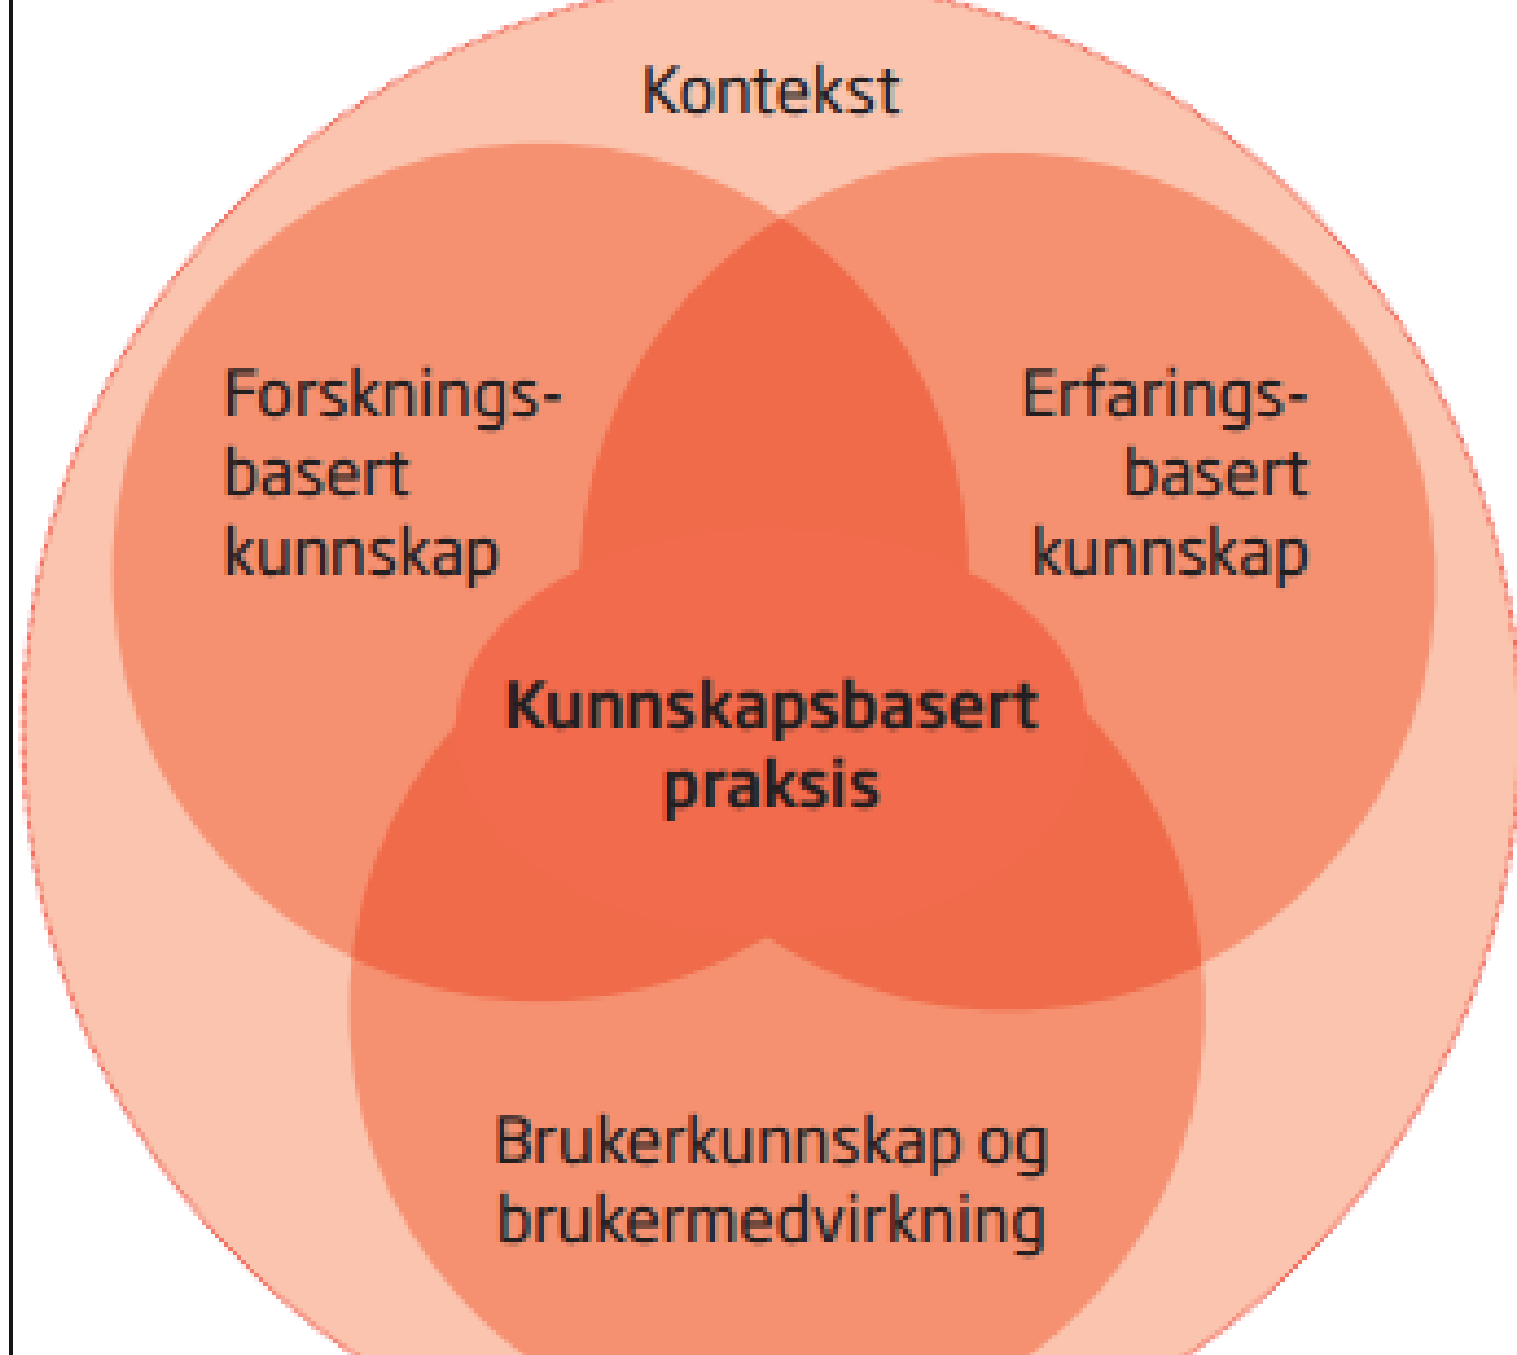 Kontekst
Forsknings-
basert
kunnskap
Erfarings-
basert
kunnskap
Kunnskapsbasert
praksis
Brukerkunnskap og
brukermedvirkning